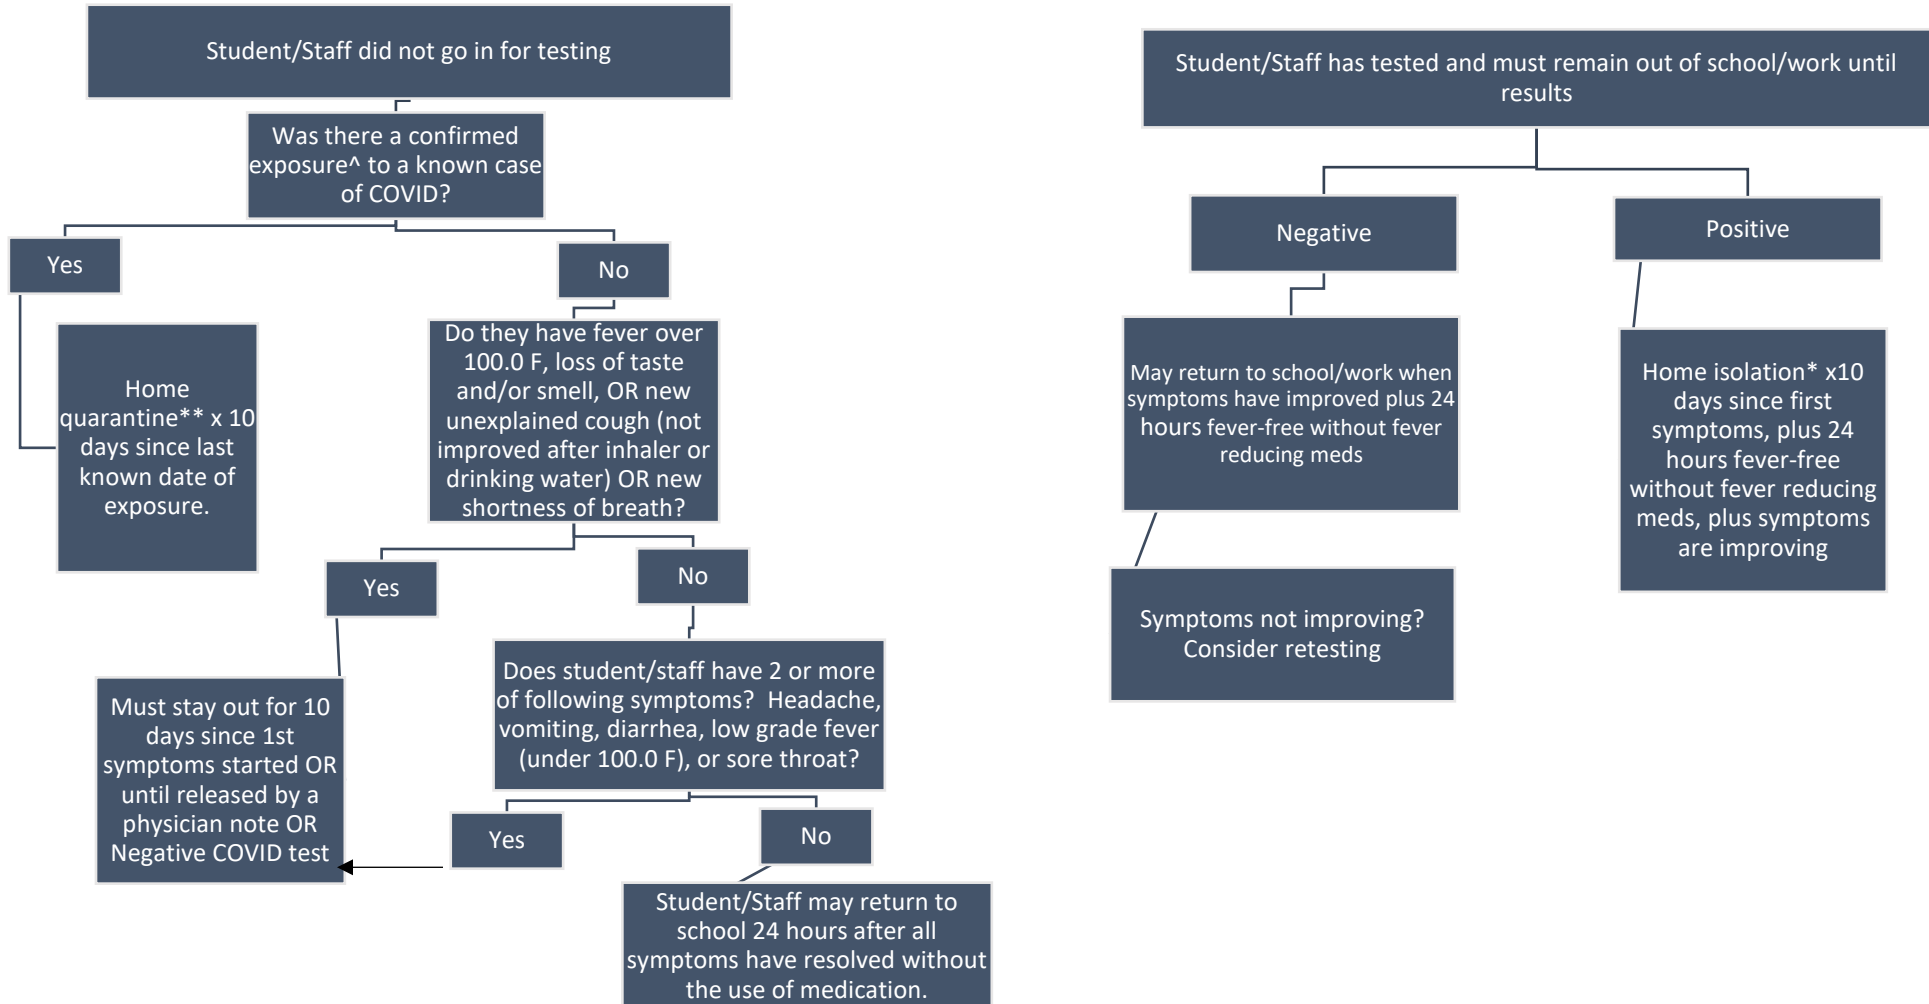 Student/Staff did not go in for testing
Was there a confirmed
exposure^ to a known case
of COVID?
Yes
No
Home
quarantine** x 10
days since last
known date of
exposure.
Do they have fever over
100.0 F, loss of taste
and/or smell, OR new
unexplained cough (not
improved after inhaler or
drinking water) OR new
shortness of breath?
Yes
No
Must stay out for 10
days since 1st
symptoms started OR
until released by a
physician note OR
Negative COVID test
Does student/staff have 2 or more
of following symptoms? Headache,
vomiting, diarrhea, low grade fever
(under 100.0 F), or sore throat?
Yes
No
Student/Staff may return to
school 24 hours after all
symptoms have resolved without
the use of medication.
Student/Staff has tested and must remain out of school/work until
results
Negative
Positive
May return to school/work when
symptoms have improved plus 24
hours fever-free without fever
reducing meds
Symptoms not improving?
Consider retesting
Home isolation* x10
days since first
symptoms, plus 24
hours fever-free
without fever reducing
meds, plus symptoms
are improving